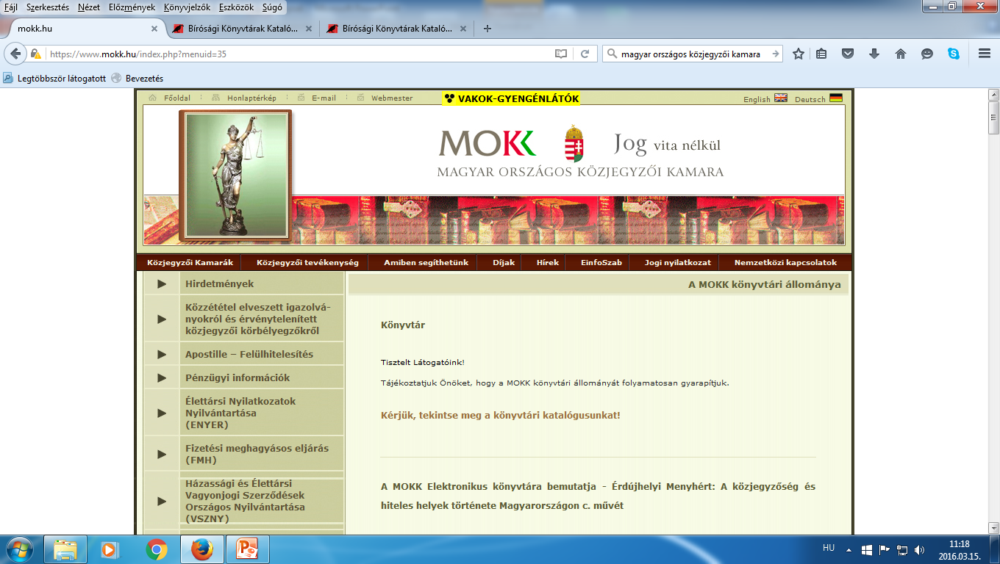 Fájl Szerkesztés Nézet Előzmények Könyvjelzők Eszközök Súgó
mokk.hu
Bírósági Könyvtárak Kataló...
Bírósági Könyvtárak Kataló...
https://www.mokk.hu/index.php?menuid=35
magyar országos közjegyzői kamara
Legtöbbször látogatott Bevezetés
Főoldal Honlaptérkép E-mail Webmester VAKOK-GYENGÉNLÁTÓK English Deutsch
MOKK
Jog vita nélkül
MAGYAR ORSZÁGOS KÖZJEGYZŐI KAMARA
Közjegyzői Kamarák Közjegyzői tevékenység Amiben segíthetünk Díjak Hírek EinfoSzab Jogi nyilatkozat Nemzetközi kapcsolatok
Hirdetmények
Közzététel elveszett igazolvá-
nyokról és érvénytelenített
közjegyzői körbélyegzőkről
Apostille – Felülhitelesítés
Pénzügyi információk
Élettársi Nyilatkozatok
Nyilvántartása
(ENYER)
Fizetési meghagyásos eljárás
(FMH)
Házassági és Élettársi
Vagyonjogi Szerződések
Országos Nyilvántartása
(VSZNY)
A MOKK könyvtári állománya
Könyvtár
Tisztelt Látogatóink!
Tájékoztatjuk Önöket, hogy a MOKK könyvtári állományát folyamatosan gyarapítjuk.
Kérjük, tekintse meg a könyvtári katalógusunkat!
A MOKK Elektronikus könyvtára bemutatja - Érdújhelyi Menyhért: A közjegyzőség és
hiteles helyek története Magyarországon c. művét
HU
11:18
2016.03.15.